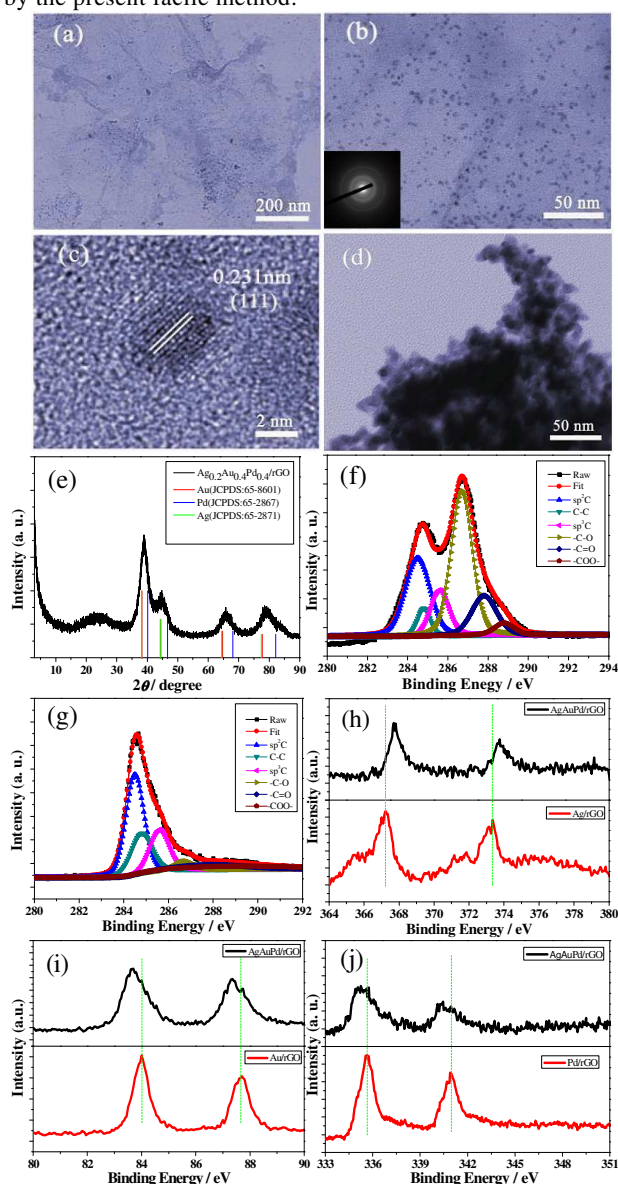 by the present facile method.
(a)
200 nm
(b)
50 nm
(c)
0.231nm
(111)
2 nm
(d)
50 nm
(e)
Ag0.2Au0.4Pd0.4/rGO
Au(JCPDS:65-8601)
Pd(JCPDS:65-2867)
Ag(JCPDS:65-2871)
Intensity (a. u.)
10 20 30 40 50 60 70 80 90
2θ / degree
(f)
Raw
Fit
sp2C
C-C
sp3C
-C-O
-C=O
-COO-
Intensity (a. u.)
280 282 284 286 288 290 292 294
Binding Enegy / eV
(g)
Raw
Fit
sp2C
C-C
sp3C
-C-O
-C=O
-COO-
Intensity (a. u.)
280 282 284 286 288 290 292
Binding Energy / eV
(h)
AgAuPd/rGO
Ag/rGO
Intensity (a. u.)
364 366 368 370 372 374 376 378 380
Binding Energy / eV
(i)
AgAuPd/rGO
Au/rGO
Intensity (a.u.)
80 82 84 86 88 90
Binding Energy / eV
(j)
AgAuPd/rGO
Pd/rGO
Intensity (a.u.)
333 336 339 342 345 348 351
Binding Energy / eV